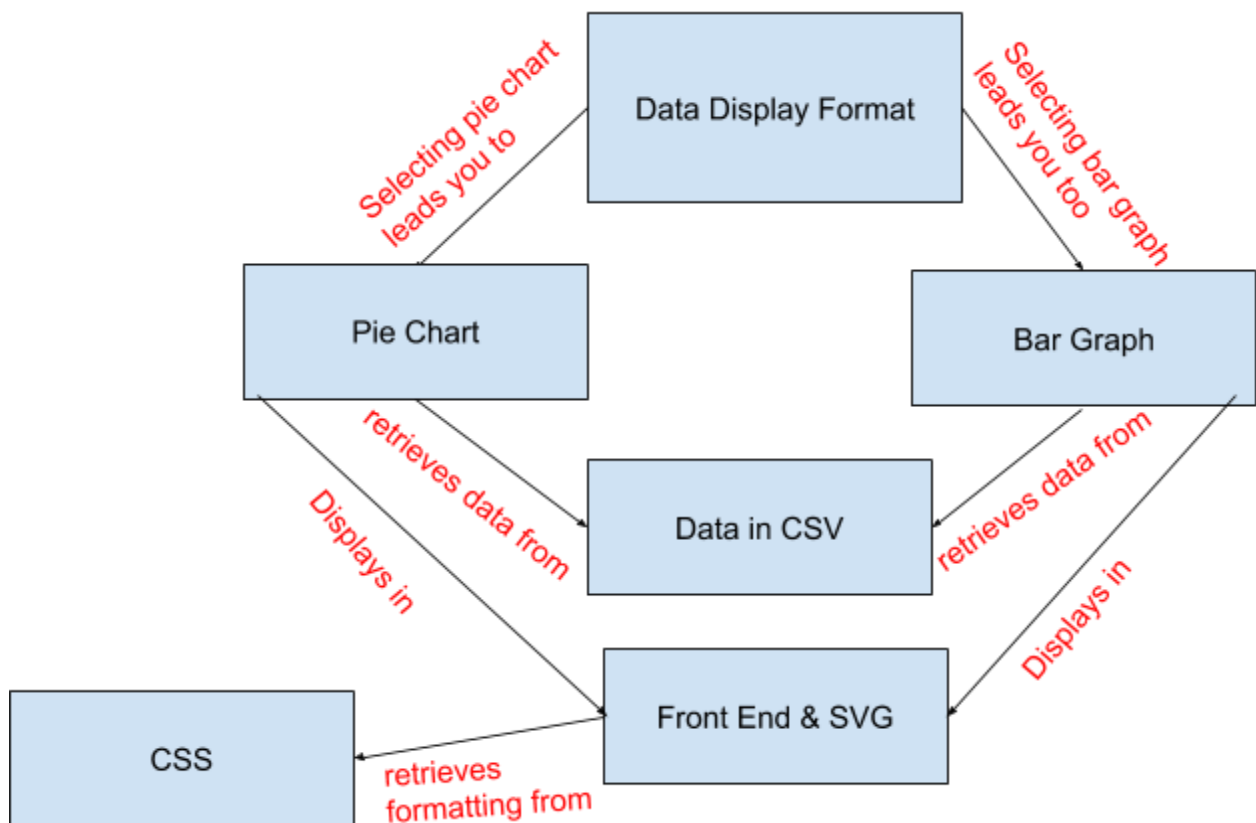 Data Display Format
Selecting pie chart
leads you to
Selecting bar graph
leads you too
Pie Chart
Bar Graph
retrieves data from
retrieves data from
Displays in
Data in CSV
Displays in
Front End & SVG
CSS
retrieves
formatting from